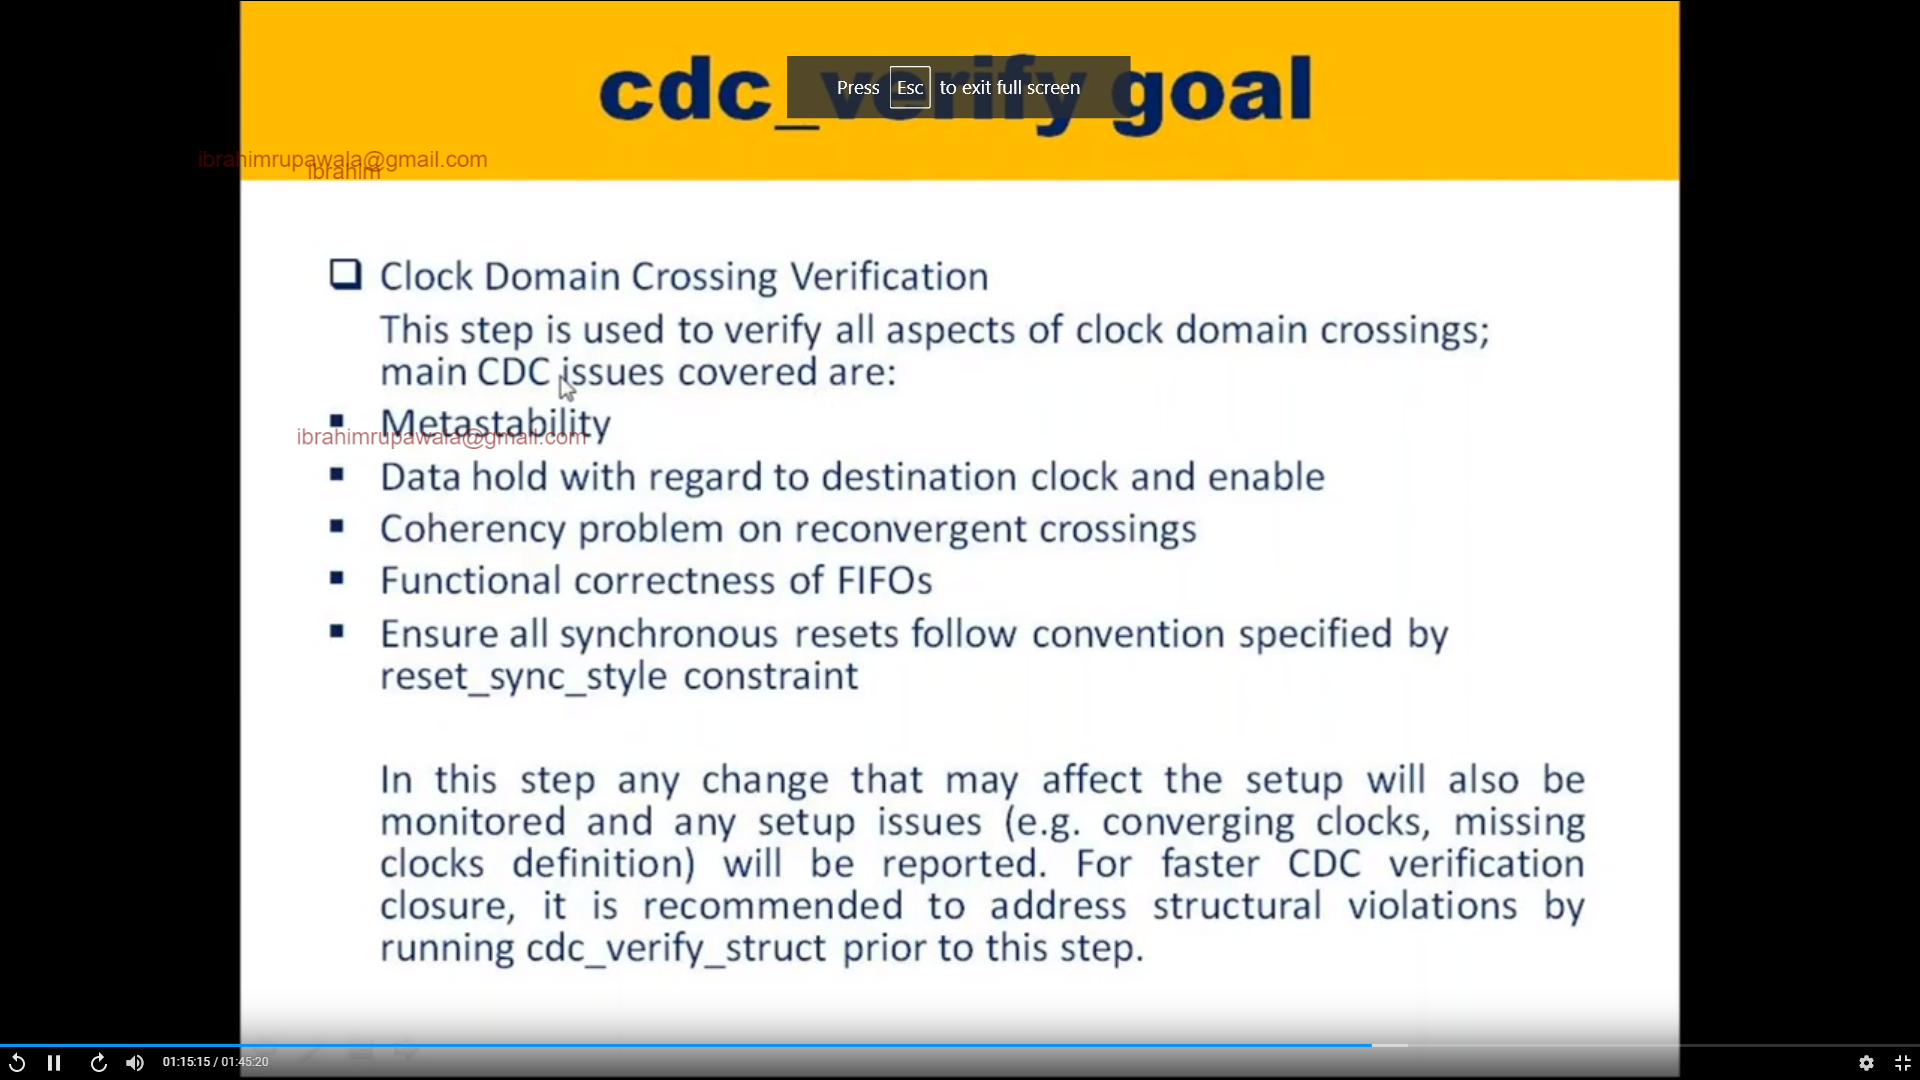 cdc_verify goal
Press Esc to exit full screen
ibrahimrupawala@gmail.com
ibrahim
Clock Domain Crossing Verification
This step is used to verify all aspects of clock domain crossings;
main CDC issues covered are:
Metastability
ibrahimrupawala@gmail.com
Data hold with regard to destination clock and enable
Coherency problem on reconvergent crossings
Functional correctness of FIFOs
Ensure all synchronous resets follow convention specified by
reset_sync_style constraint
In this step any change that may affect the setup will also be
monitored and any setup issues (e.g. converging clocks, missing
clocks definition) will be reported. For faster CDC verification
closure, it is recommended to address structural violations by
running cdc_verify_struct prior to this step.
01:15:15 / 01:45:20